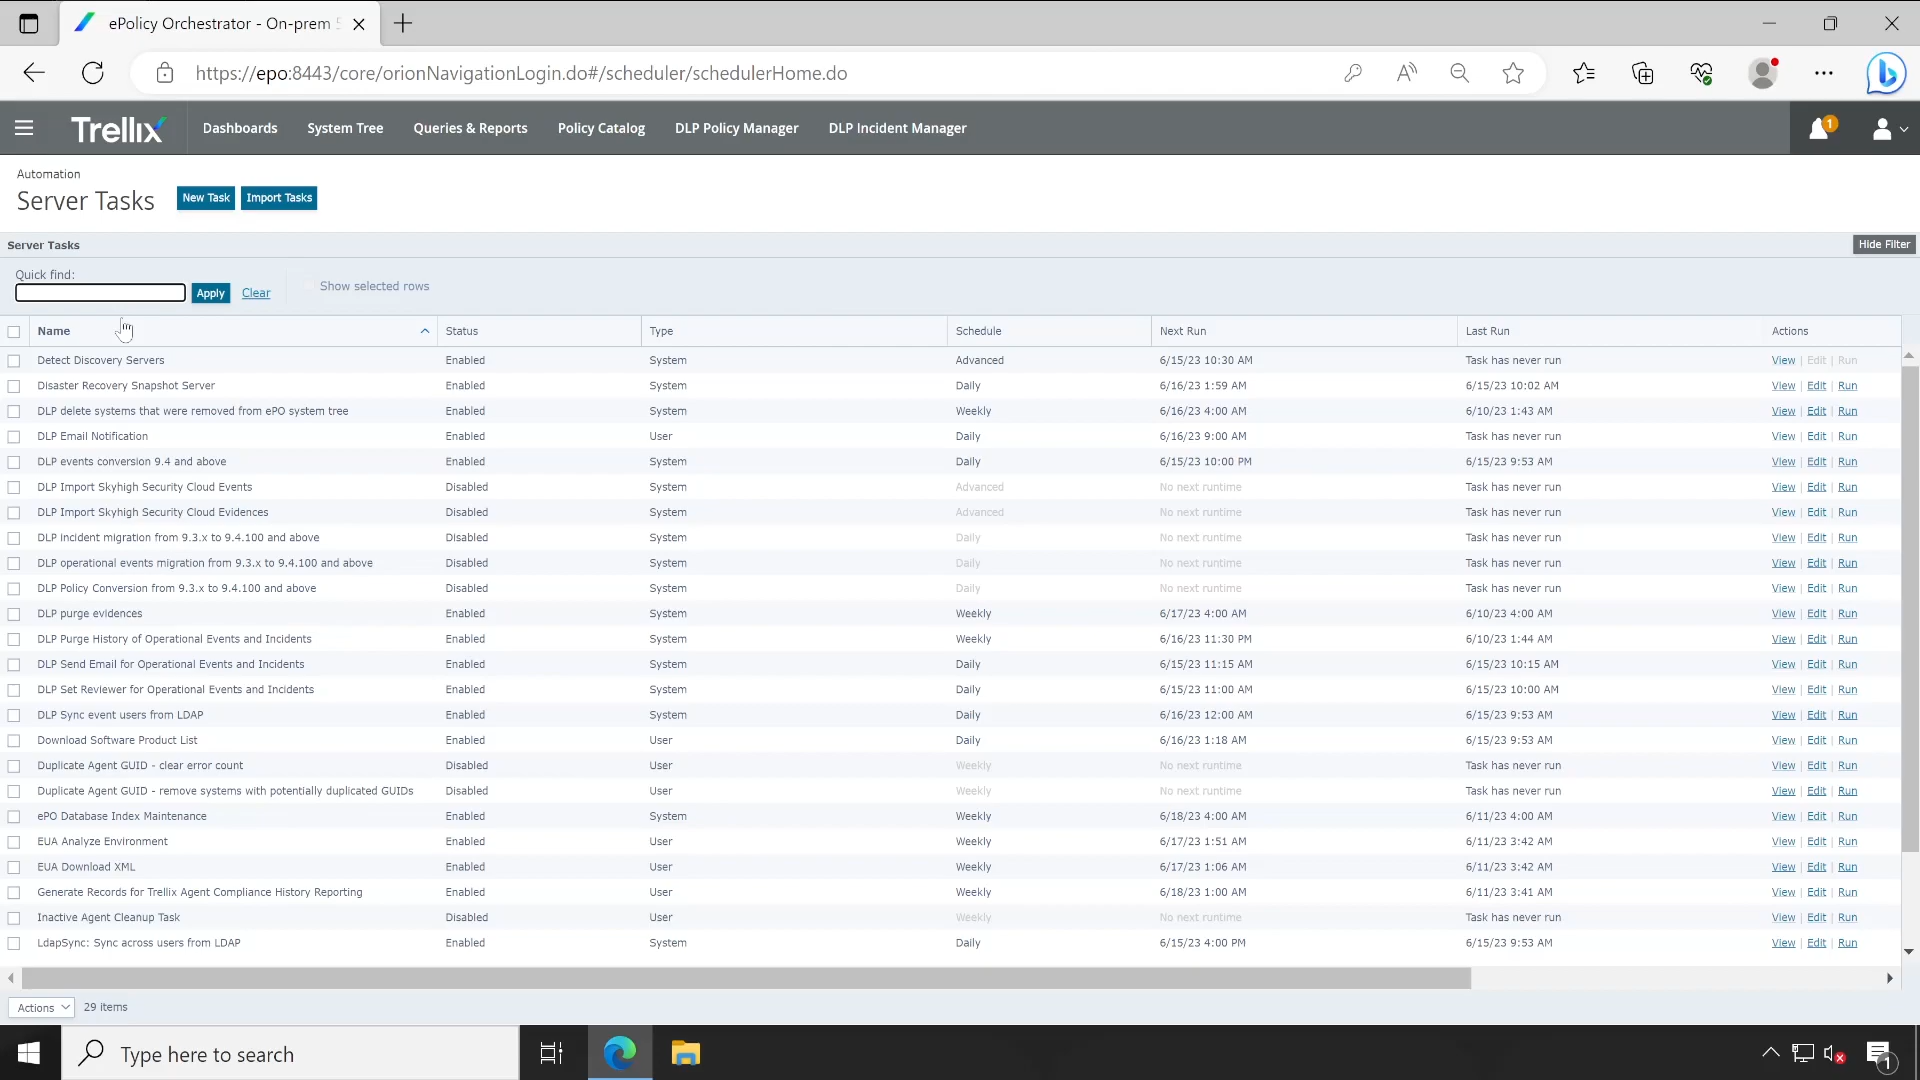 ePolicy Orchestrator - On-prem 5
https://epo:8443/core/orionNavigationLogin.do#/scheduler/schedulerHome.do
Trellix Dashboards System Tree Queries & Reports Policy Catalog DLP Policy Manager DLP Incident Manager 1
Automation
Server Tasks New Task Import Tasks
Server Tasks Hide Filter
Quick find:
Apply Clear Show selected rows
Name Status Type Schedule Next Run Last Run Actions
Detect Discovery Servers Enabled System Advanced 6/15/23 10:30 AM Task has never run View | Edit | Run
Disaster Recovery Snapshot Server Enabled System Daily 6/16/23 1:59 AM 6/15/23 10:02 AM View | Edit | Run
DLP delete systems that were removed from ePO system tree Enabled System Weekly 6/16/23 4:00 AM 6/10/23 1:43 AM View | Edit | Run
DLP Email Notification Enabled User Daily 6/16/23 9:00 AM Task has never run View | Edit | Run
DLP events conversion 9.4 and above Enabled System Daily 6/15/23 10:00 PM 6/15/23 9:53 AM View | Edit | Run
DLP Import Skyhigh Security Cloud Events Disabled System Advanced No next runtime Task has never run View | Edit | Run
DLP Import Skyhigh Security Cloud Evidences Disabled System Advanced No next runtime Task has never run View | Edit | Run
DLP incident migration from 9.3.x to 9.4.100 and above Disabled System Daily No next runtime Task has never run View | Edit | Run
DLP operational events migration from 9.3.x to 9.4.100 and above Disabled System Daily No next runtime Task has never run View | Edit | Run
DLP Policy Conversion from 9.3.x to 9.4.100 and above Disabled System Daily No next runtime Task has never run View | Edit | Run
DLP purge evidences Enabled System Weekly 6/17/23 4:00 AM 6/10/23 4:00 AM View | Edit | Run
DLP Purge History of Operational Events and Incidents Enabled System Weekly 6/16/23 11:30 PM 6/10/23 1:44 AM View | Edit | Run
DLP Send Email for Operational Events and Incidents Enabled System Daily 6/15/23 11:15 AM 6/15/23 10:15 AM View | Edit | Run
DLP Set Reviewer for Operational Events and Incidents Enabled System Daily 6/15/23 11:00 AM 6/15/23 10:00 AM View | Edit | Run
DLP Sync event users from LDAP Enabled System Daily 6/16/23 12:00 AM 6/15/23 9:53 AM View | Edit | Run
Download Software Product List Enabled User Daily 6/16/23 1:18 AM 6/15/23 9:53 AM View | Edit | Run
Duplicate Agent GUID - clear error count Disabled User Weekly No next runtime Task has never run View | Edit | Run
Duplicate Agent GUID - remove systems with potentially duplicated GUIDs Disabled User Weekly No next runtime Task has never run View | Edit | Run
ePO Database Index Maintenance Enabled System Weekly 6/18/23 4:00 AM 6/11/23 4:00 AM View | Edit | Run
EUA Analyze Environment Enabled User Weekly 6/17/23 1:51 AM 6/11/23 3:42 AM View | Edit | Run
EUA Download XML Enabled User Weekly 6/17/23 1:06 AM 6/11/23 3:42 AM View | Edit | Run
Generate Records for Trellix Agent Compliance History Reporting Enabled User Weekly 6/18/23 1:00 AM 6/11/23 3:41 AM View | Edit | Run
Inactive Agent Cleanup Task Disabled User Weekly No next runtime Task has never run View | Edit | Run
LdapSync: Sync across users from LDAP Enabled System Daily 6/15/23 4:00 PM 6/15/23 9:53 AM View | Edit | Run
Actions 29 items
Type here to search 1